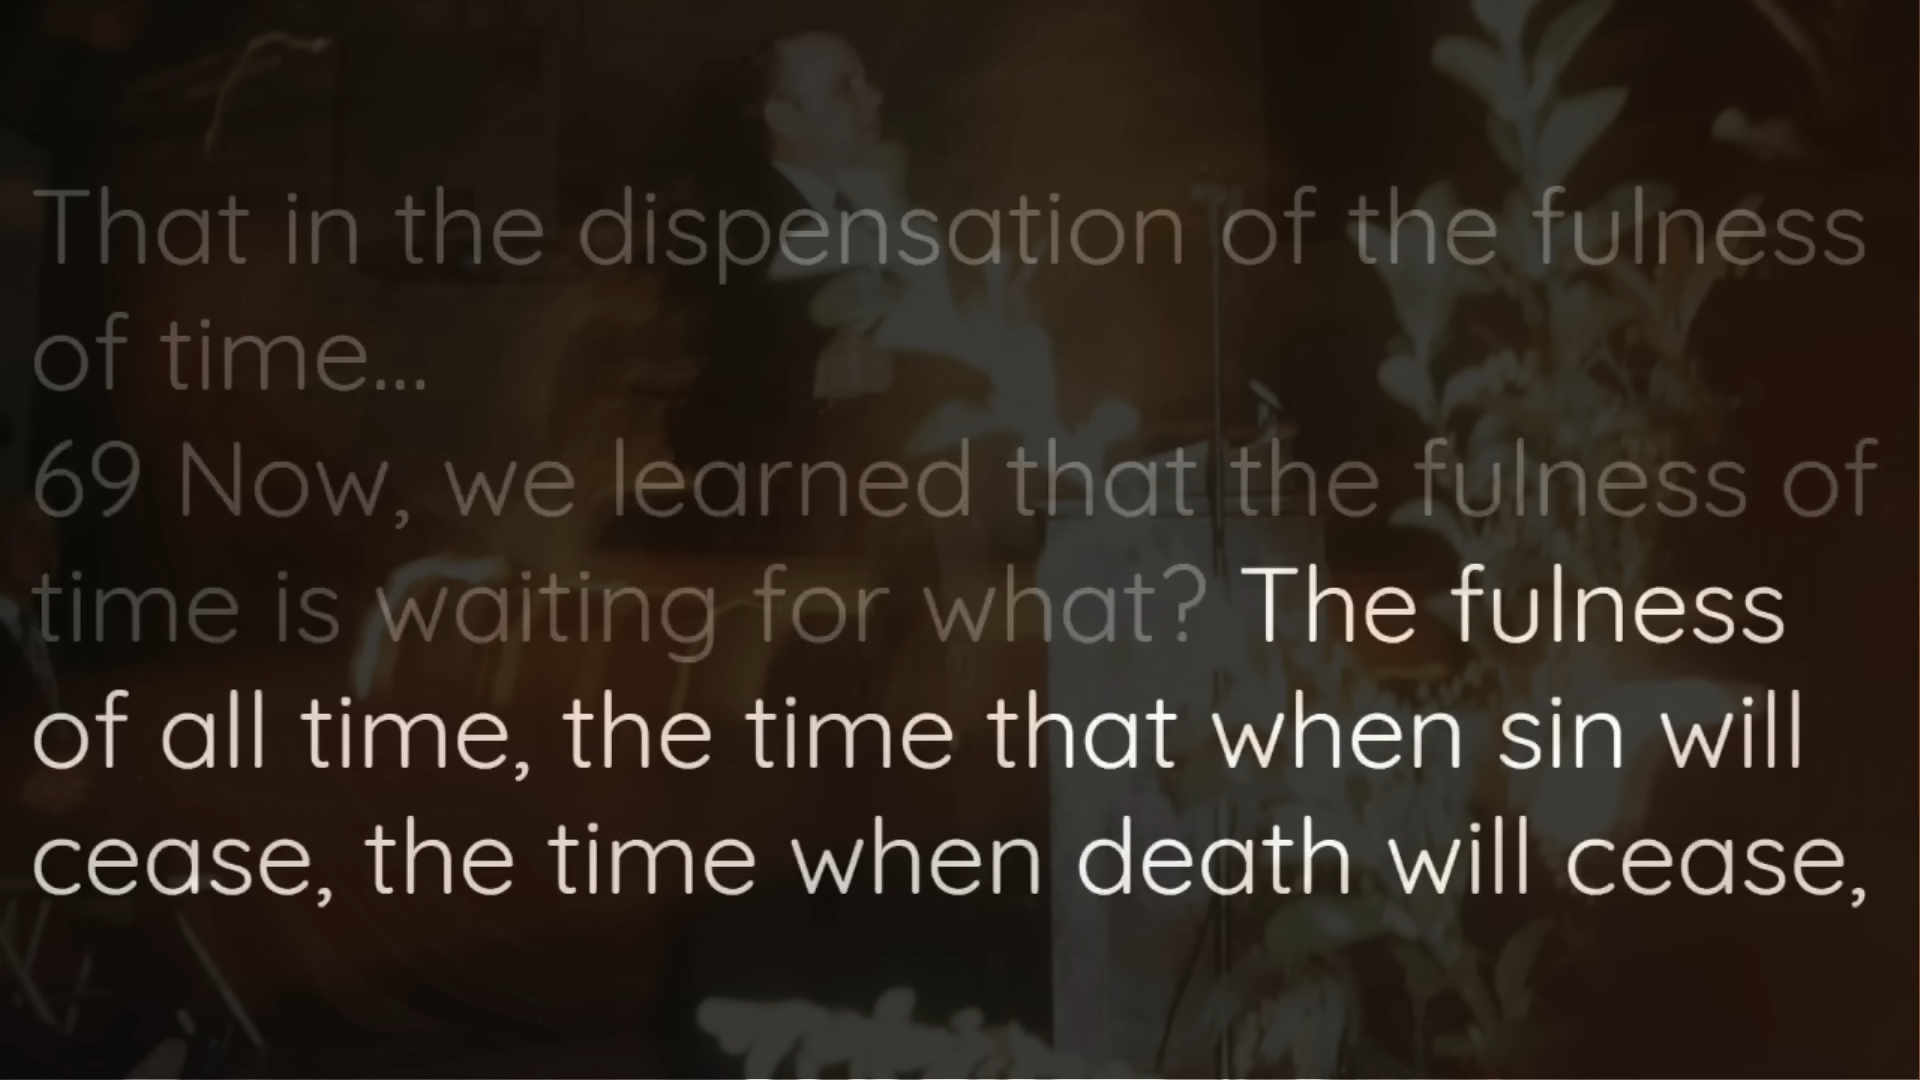 That in the dispensation of the fulness
of time...
69 Now, we learned that the fulness of
time is waiting for what? The fulness
of all time, the time that when sin will
cease, the time when death will cease,